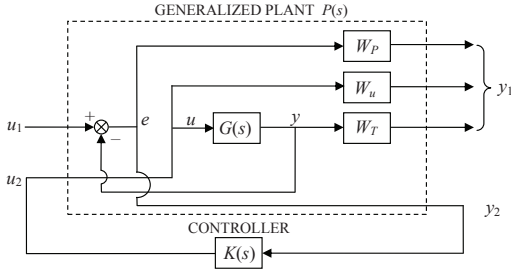 GENERALIZED PLANT P(s)
W_P
W_u
y_1
u_1
+
−
e
u
G(s)
y
W_T
u_2
y_2
CONTROLLER
K(s)